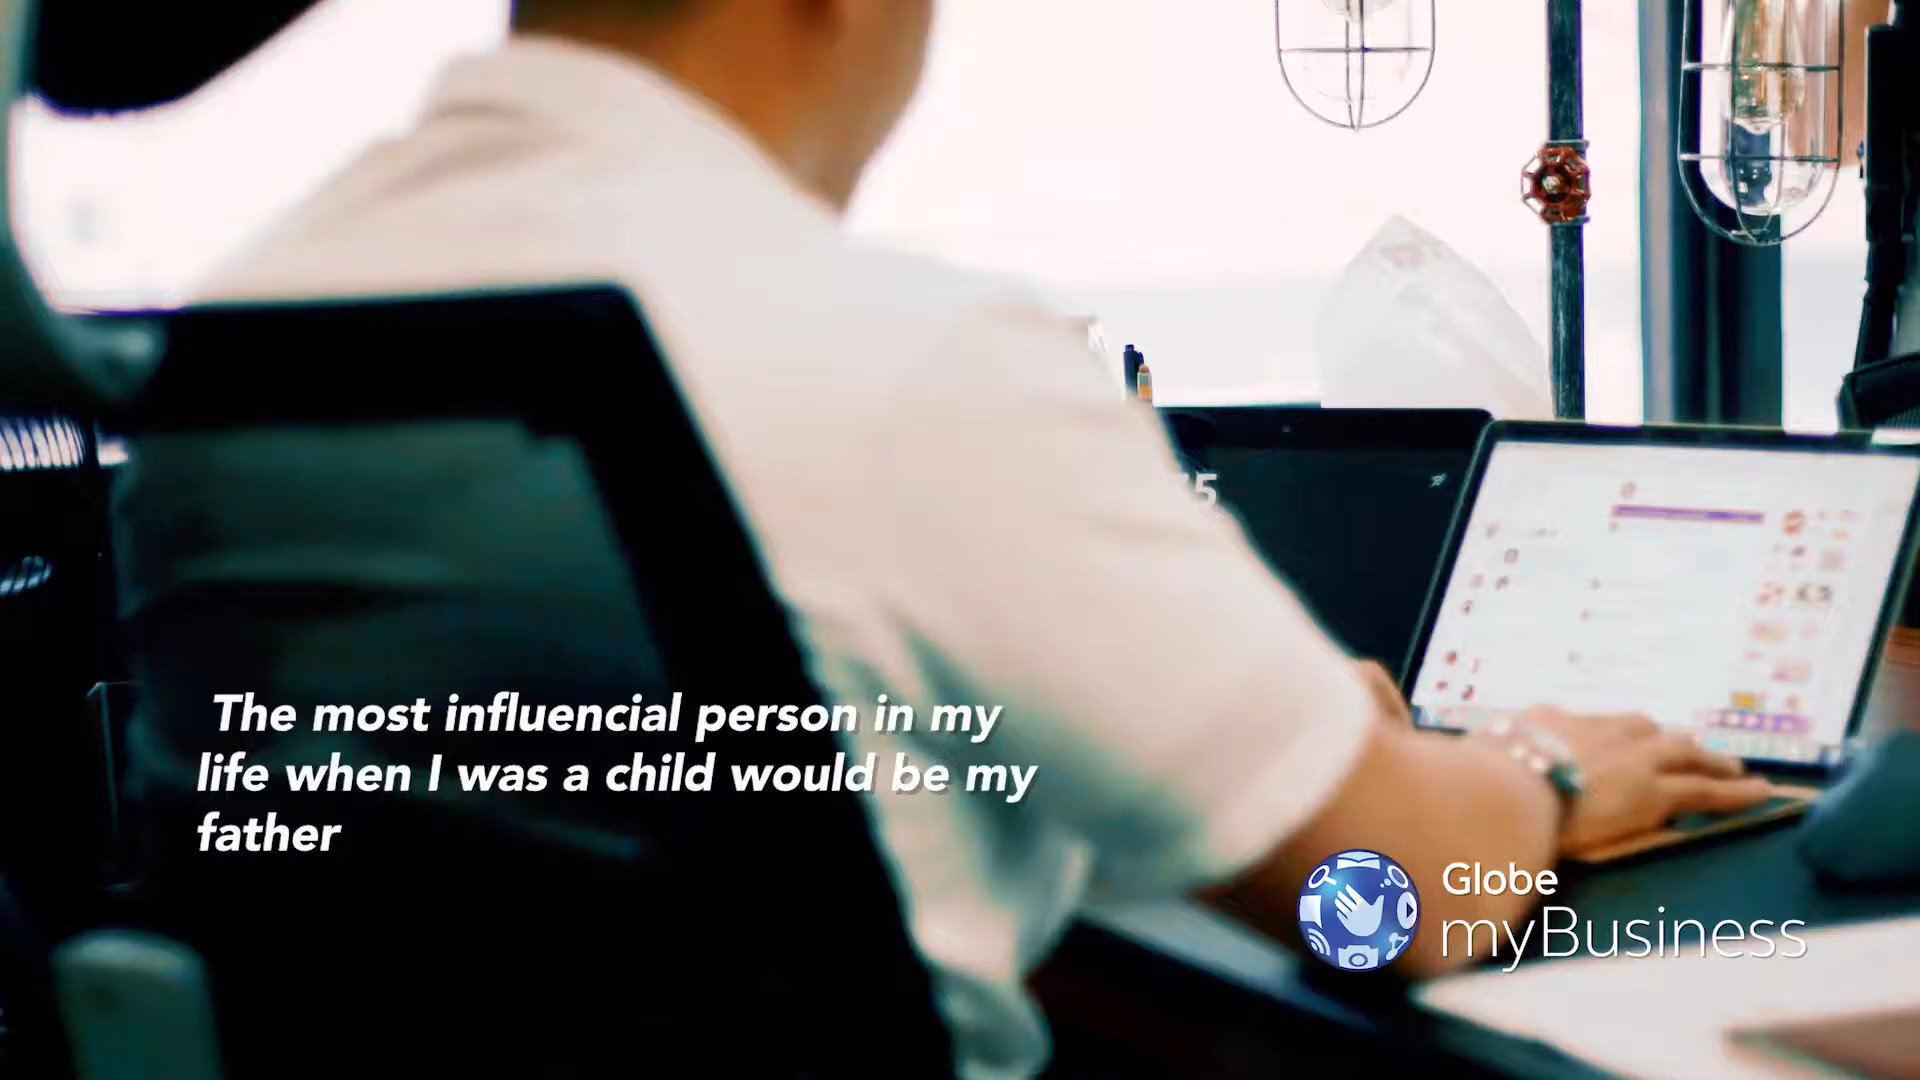 The most influencial person in my
life when I was a child would be my
father
Globe
myBusiness